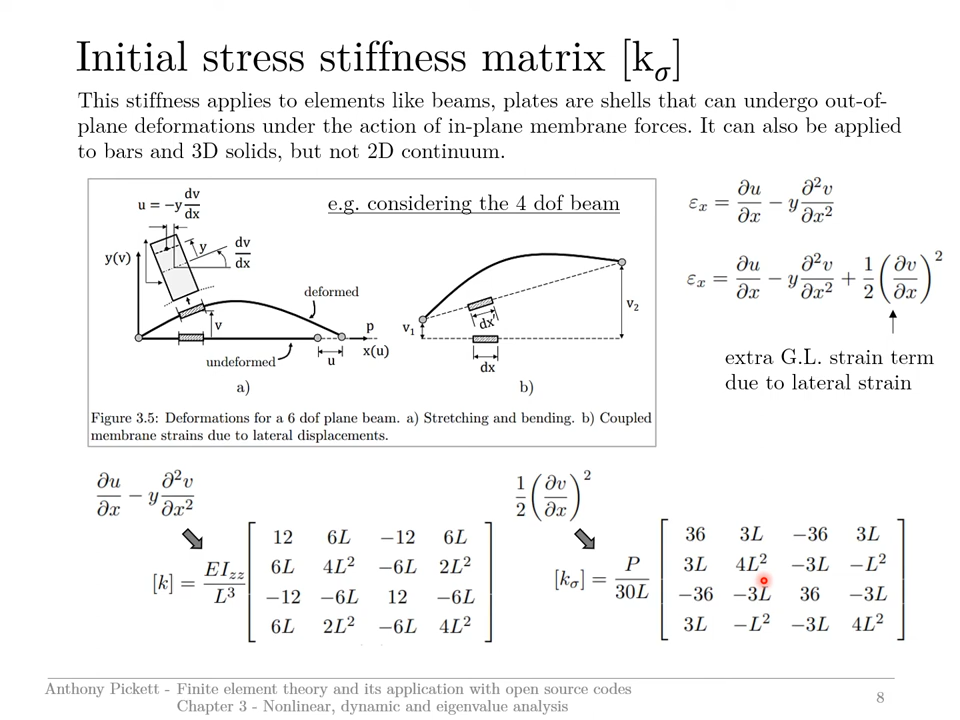 Initial stress stiffness matrix [k_σ]
This stiffness applies to elements like beams, plates are shells that can undergo out-of-
plane deformations under the action of in-plane membrane forces. It can also be applied
to bars and 3D solids, but not 2D continuum.
e.g. considering the 4 dof beam
u = −y dv/dx
y
dv/dx
y(v)
deformed
v
p
x(u)
undeformed
u
a)
v₁
v₂
dx'
dx
b)
Figure 3.5: Deformations for a 6 dof plane beam. a) Stretching and bending. b) Coupled
membrane strains due to lateral displacements.
εₓ = ∂u/∂x − y ∂²v/∂x²
εₓ = ∂u/∂x − y ∂²v/∂x² + 1/2 (∂v/∂x)²
extra G.L. strain term
due to lateral strain
∂u/∂x − y ∂²v/∂x²
[k] = EI_zz/L³
12 6L −12 6L
6L 4L² −6L 2L²
−12 −6L 12 −6L
6L 2L² −6L 4L²
1/2 (∂v/∂x)²
[k_σ] = P/30L
36 3L −36 3L
3L 4L² −3L −L²
−36 −3L 36 −3L
3L −L² −3L 4L²
Anthony Pickett - Finite element theory and its application with open source codes
Chapter 3 - Nonlinear, dynamic and eigenvalue analysis
8